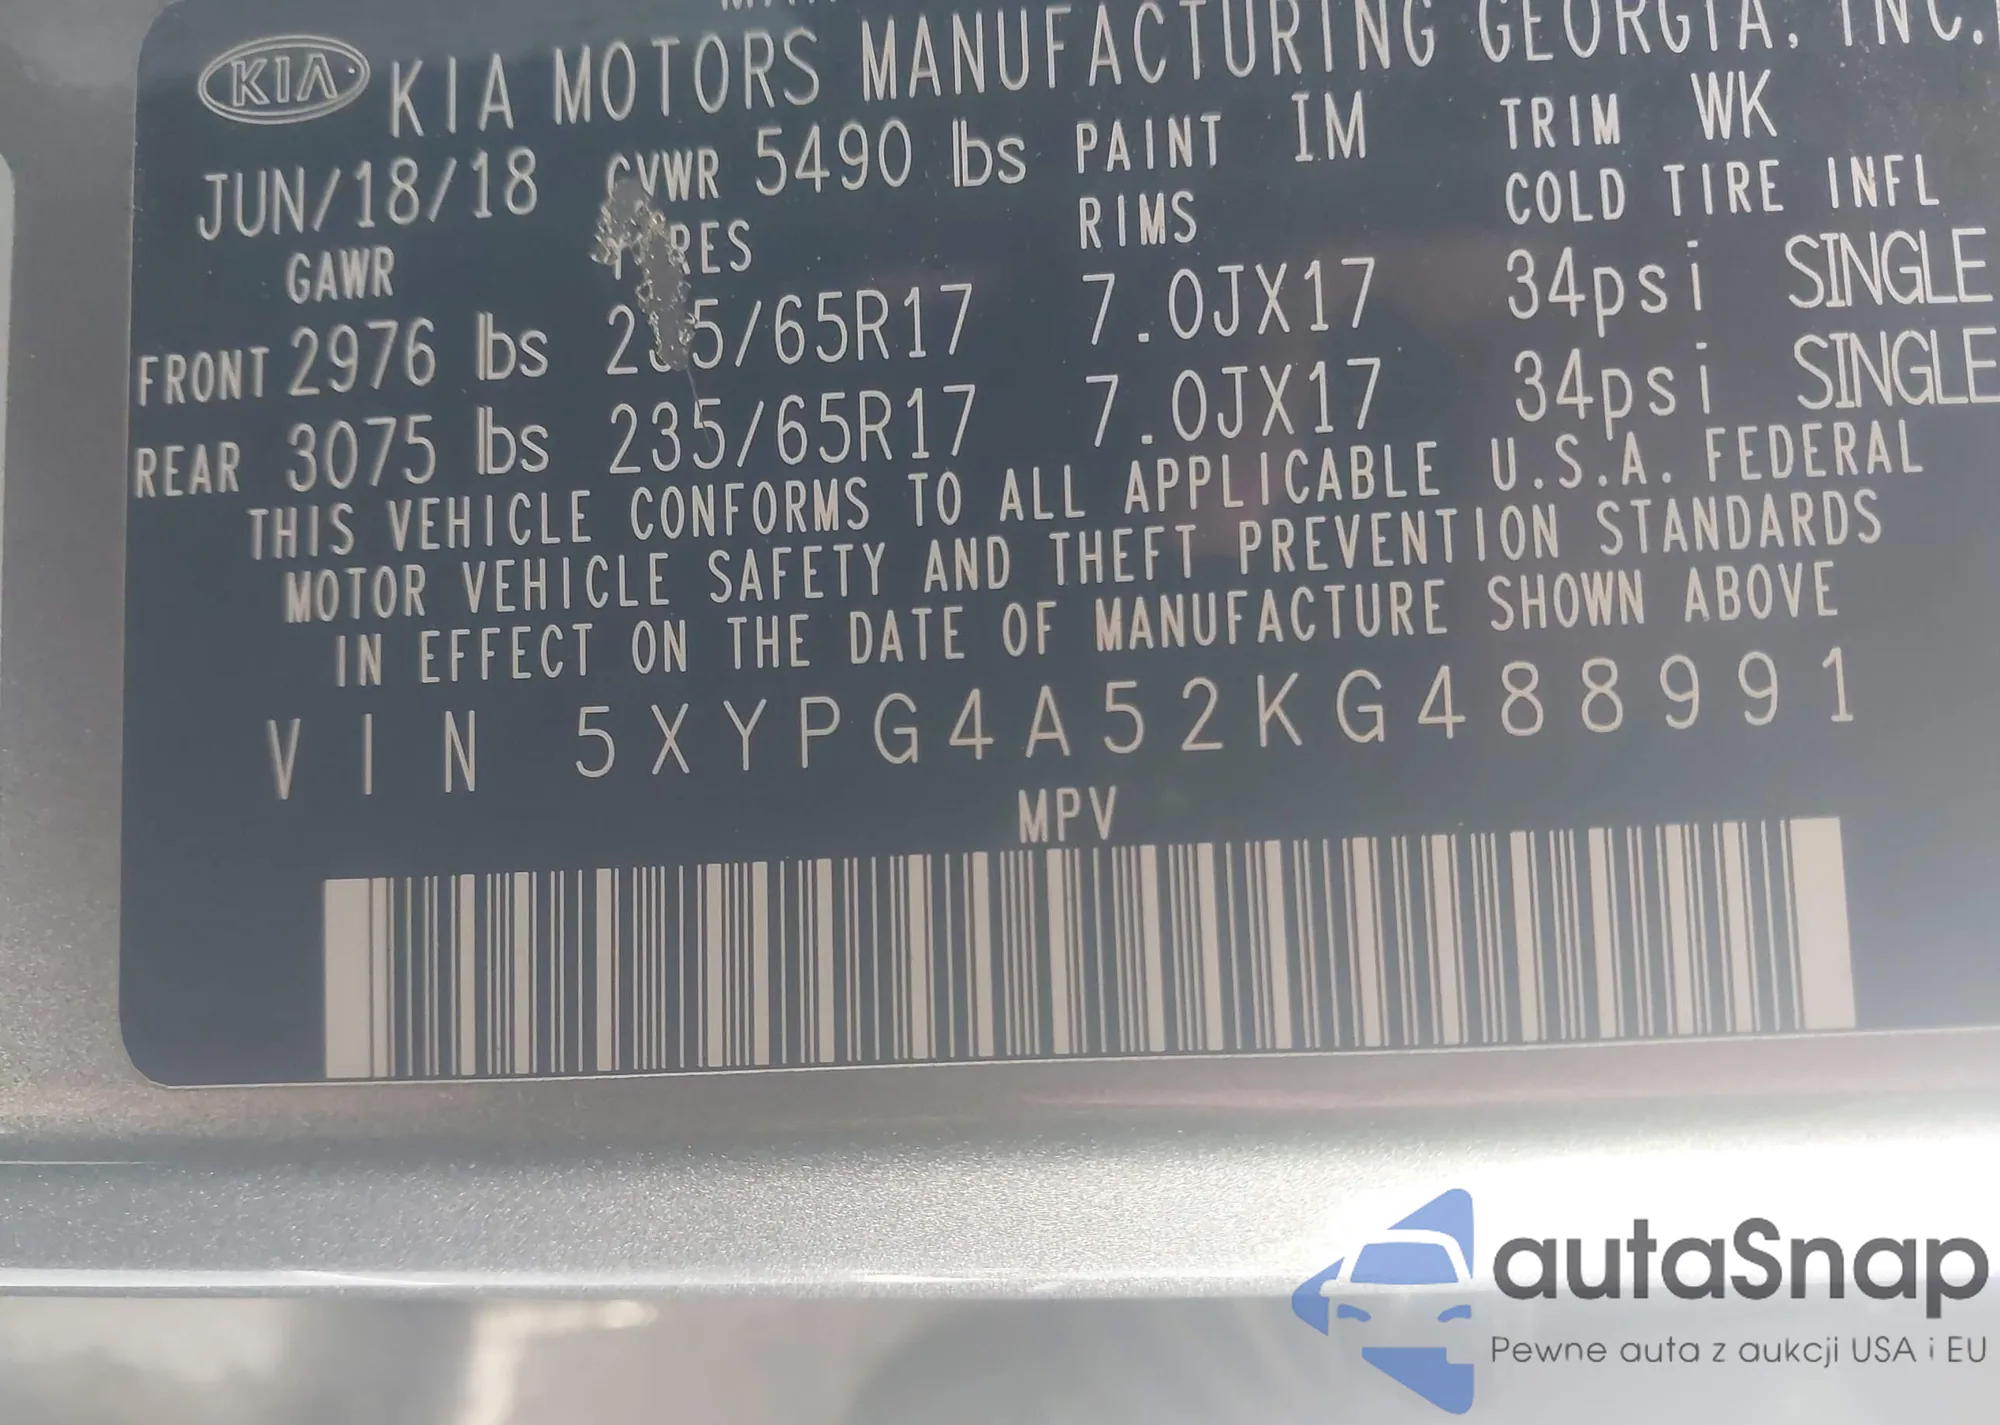 KIA KIA MOTORS MANUFACTURING GEORGIA, INC.
JUN/18/18 GVWR 5490 lbs PAINT IM TRIM WK
GAWR TYRES RIMS COLD TIRE INFL
FRONT 2976 lbs 235/65R17 7.0JX17 34psi SINGLE
REAR 3075 lbs 235/65R17 7.0JX17 34psi SINGLE
THIS VEHICLE CONFORMS TO ALL APPLICABLE U.S.A. FEDERAL
MOTOR VEHICLE SAFETY AND THEFT PREVENTION STANDARDS
IN EFFECT ON THE DATE OF MANUFACTURE SHOWN ABOVE
VIN 5XYPG4A52KG488991
MPV
autaSnap
Pewne auta z aukcji USA i EU